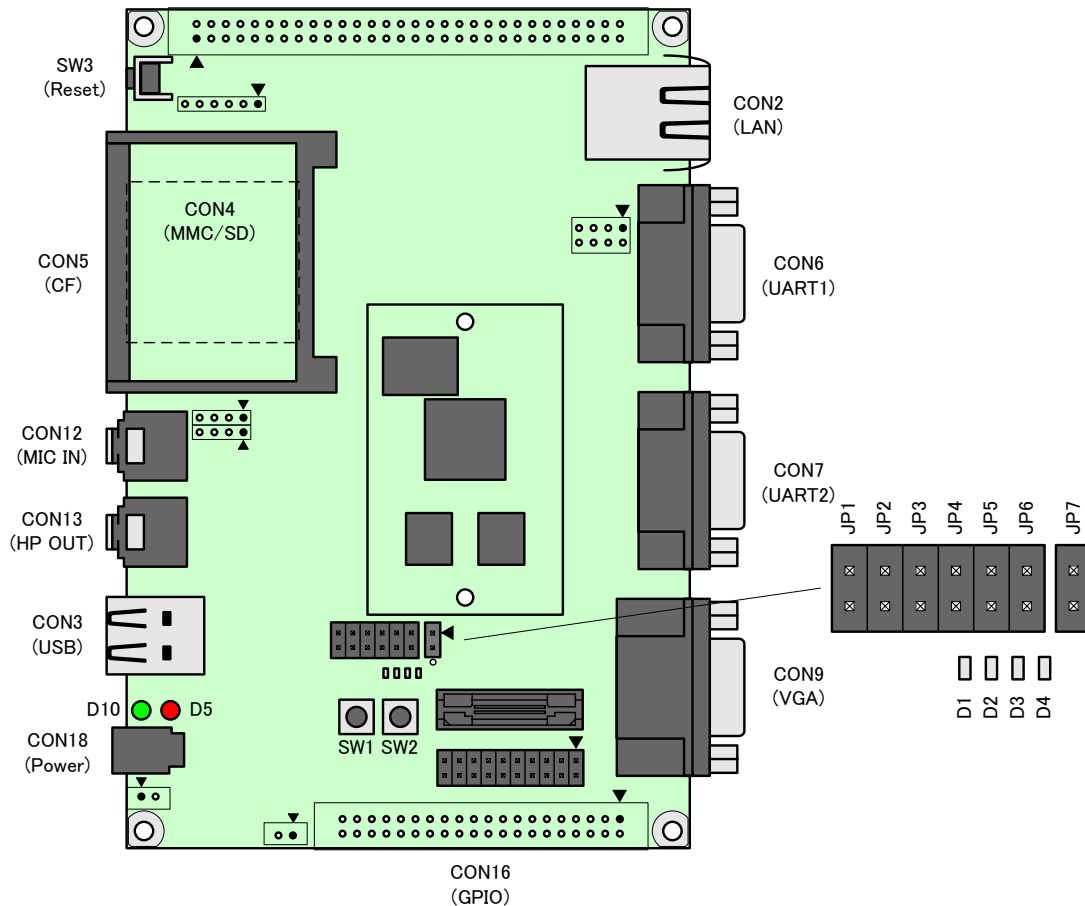 SW3
(Reset)
CON2
(LAN)
CON4
(MMC/SD)
CON5
(CF)
CON6
(UART1)
CON12
(MIC IN)
CON7
(UART2)
CON13
(HP OUT)
JP1
JP2
JP3
JP4
JP5
JP6
JP7
CON3
(USB)
CON9
(VGA)
D1
D2
D3
D4
D10
D5
CON18
(Power)
SW1
SW2
CON16
(GPIO)